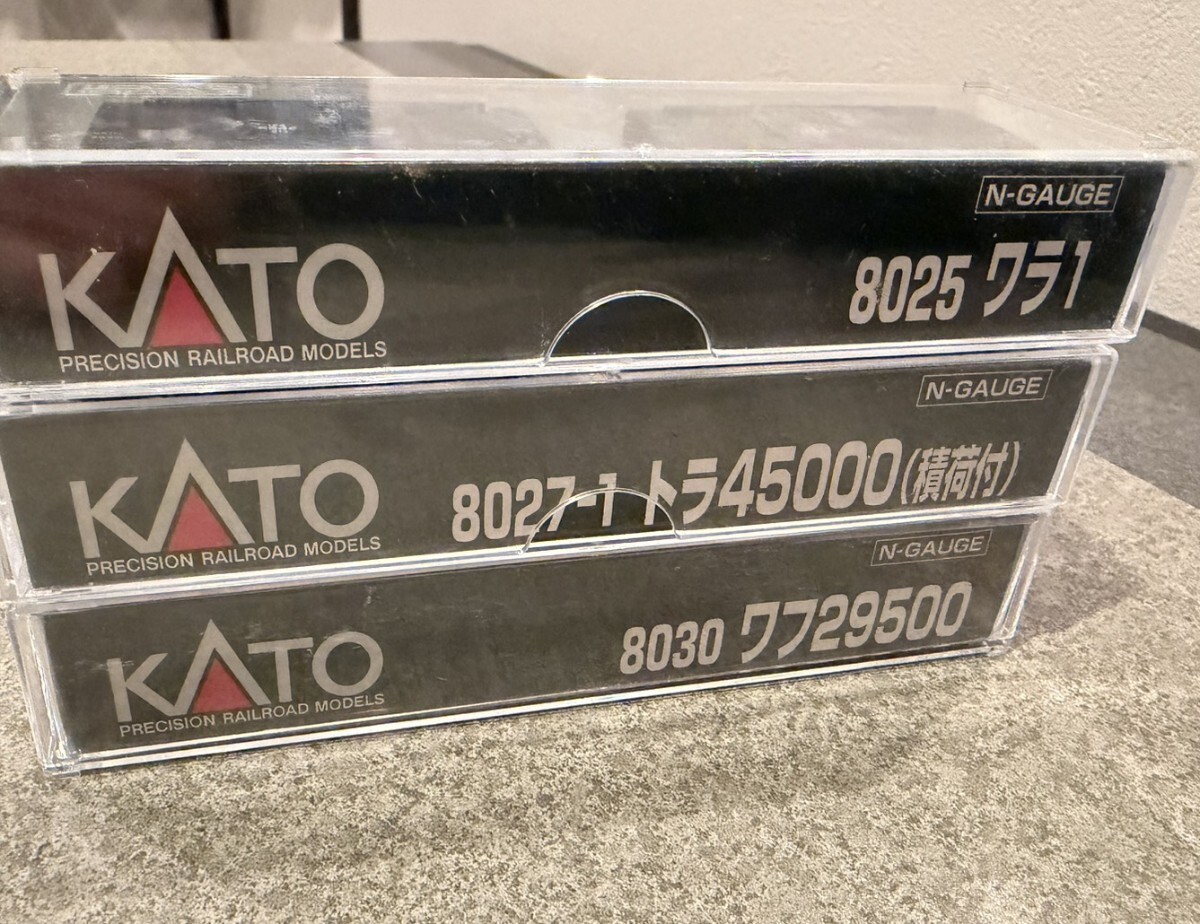 N-GAUGE
KATO
8025 ワラ1
PRECISION RAILROAD MODELS
N-GAUGE
KATO
8027-1 トラ45000(積荷付)
PRECISION RAILROAD MODELS
N-GAUGE
KATO
8030 ワフ29500
PRECISION RAILROAD MODELS